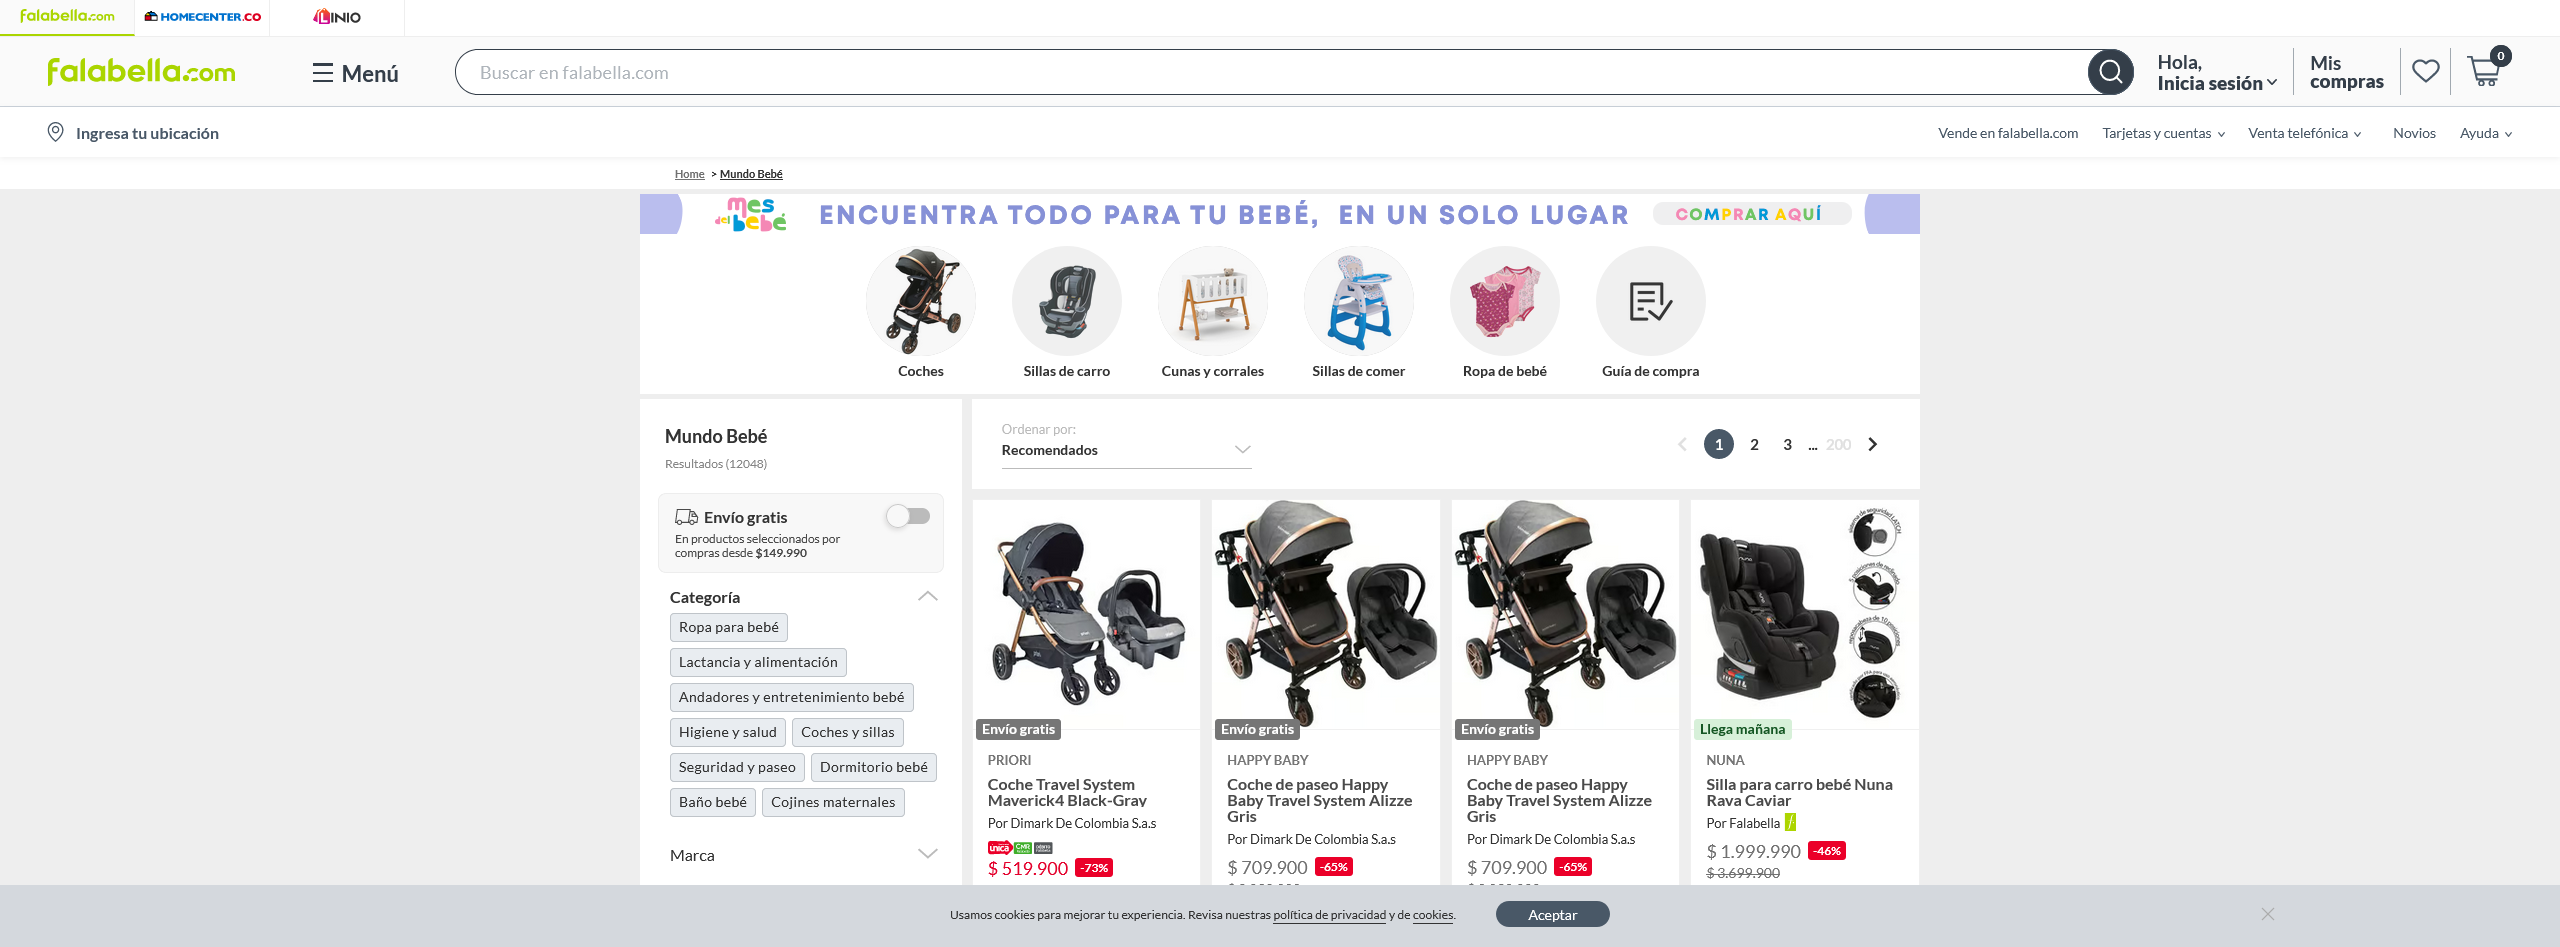 falabella.com
HOMECENTER.CO
LINIO
falabella.com
Menú
Buscar en falabella.com
Hola,
Inicia sesión
Mis
compras
0
Ingresa tu ubicación
Vende en falabella.com
Tarjetas y cuentas
Venta telefónica
Novios
Ayuda
Home > Mundo Bebé
mes
del bebé
ENCUENTRA TODO PARA TU BEBÉ, EN UN SOLO LUGAR
COMPRAR AQUÍ
Coches
Sillas de carro
Cunas y corrales
Sillas de comer
Ropa de bebé
Guía de compra
Mundo Bebé
Resultados (12048)
Envío gratis
En productos seleccionados por
compras desde $149.990
Categoría
Ropa para bebé
Lactancia y alimentación
Andadores y entretenimiento bebé
Higiene y salud
Coches y sillas
Seguridad y paseo
Dormitorio bebé
Baño bebé
Cojines maternales
Marca
Ordenar por:
Recomendados
1 2 3 ... 200
Envío gratis
PRIORI
Coche Travel System
Maverick4 Black-Gray
Por Dimark De Colombia S.a.s
única CMR
$ 519.900 -73%
Envío gratis
HAPPY BABY
Coche de paseo Happy
Baby Travel System Alizze
Gris
Por Dimark De Colombia S.a.s
$ 709.900 -65%
Envío gratis
HAPPY BABY
Coche de paseo Happy
Baby Travel System Alizze
Gris
Por Dimark De Colombia S.a.s
$ 709.900 -65%
Llega mañana
NUNA
Silla para carro bebé Nuna
Rava Caviar
Por Falabella
$ 1.999.990 -46%
$ 3.699.900
Usamos cookies para mejorar tu experiencia. Revisa nuestras política de privacidad y de cookies.
Aceptar